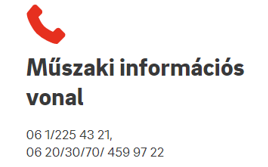 Műszaki információs
vonal
06 1/225 43 21,
06 20/30/70/ 459 97 22